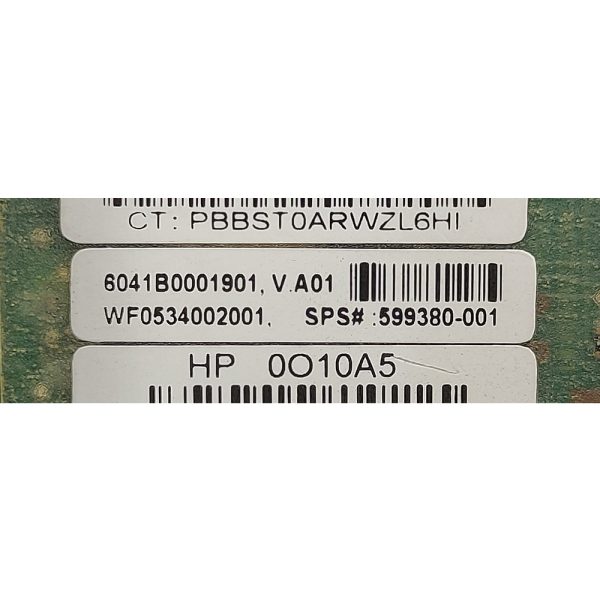 CT: PBBST0ARWZL6HI
6041B0001901, V.A01
WF0534002001, SPS# :599380-001
HP 0O10A5